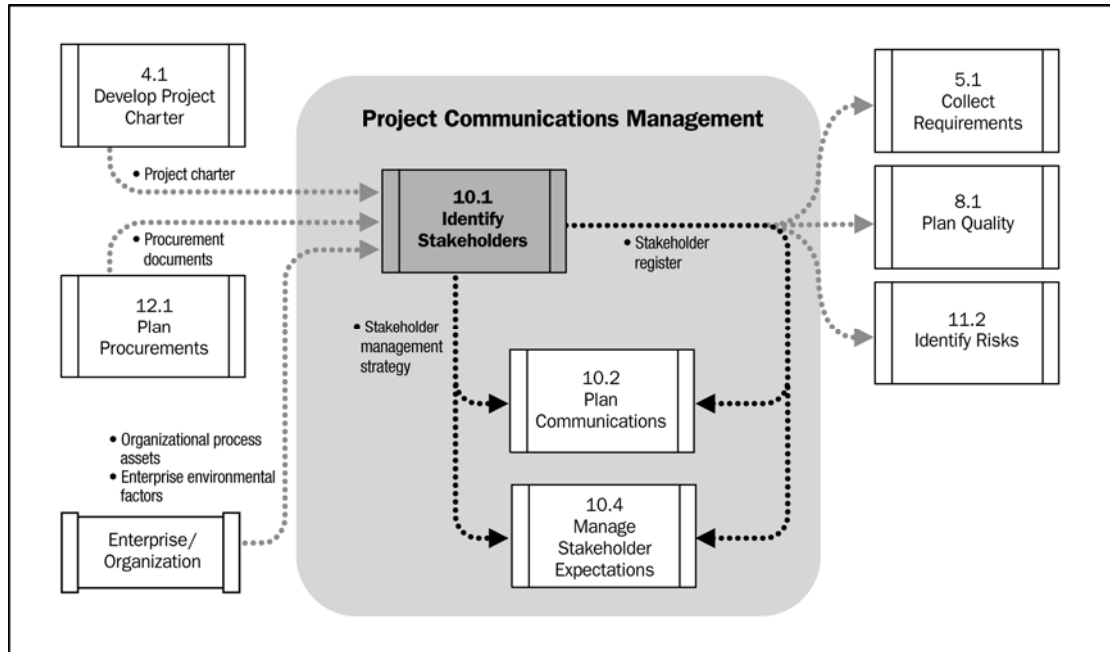 4.1
Develop Project
Charter
• Project charter
• Procurement
documents
12.1
Plan
Procurements
• Organizational process
assets
• Enterprise environmental
factors
Enterprise/
Organization
Project Communications Management
10.1
Identify
Stakeholders
• Stakeholder
register
• Stakeholder
management
strategy
10.2
Plan
Communications
10.4
Manage
Stakeholder
Expectations
5.1
Collect
Requirements
8.1
Plan Quality
11.2
Identify Risks